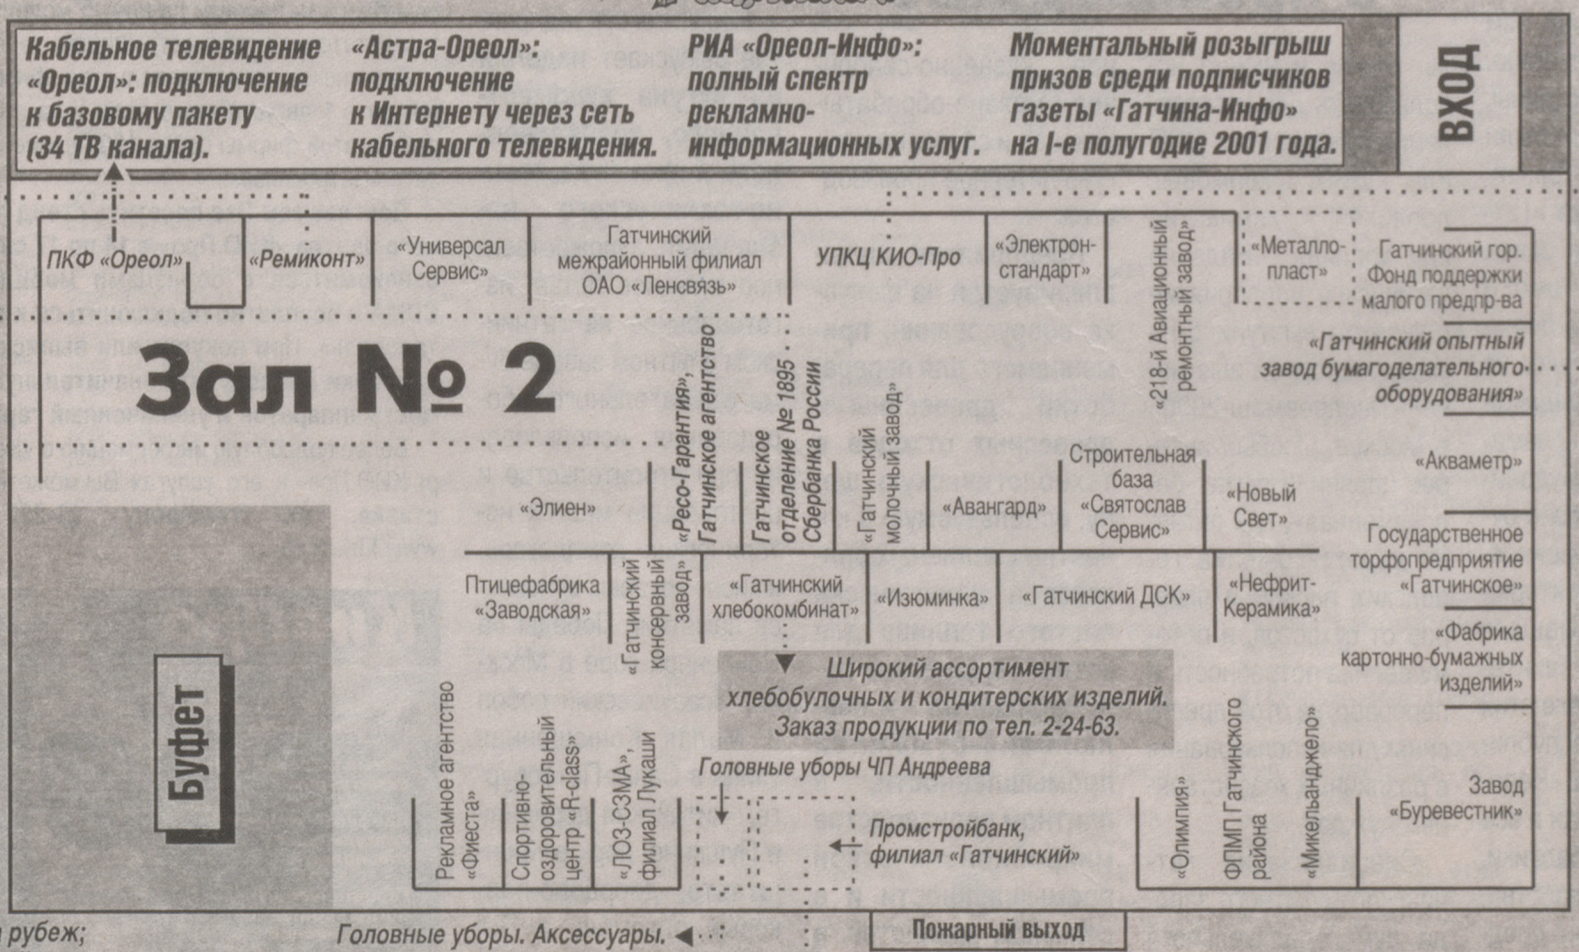 Кабельное телевидение
«Ореол»: подключение
к базовому пакету
(34 ТВ канала).
«Астра-Ореол»:
подключение
к Интернету через сеть
кабельного телевидения.
РИА «Ореол-Инфо»:
полный спектр
рекламно-
информационных услуг.
Моментальный розыгрыш
призов среди подписчиков
газеты «Гатчина-Инфо»
на I-е полугодие 2001 года.
ВХОД
ПКФ «Ореол»
«Ремиконт»
«Универсал
Сервис»
Гатчинский
межрайонный филиал
ОАО «Ленсвязь»
УПКЦ КИО-Про
«Электрон-
стандарт»
«218-й Авиационный
ремонтный завод»
«Металло-
пласт»
Гатчинский гор.
Фонд поддержки
малого предпр-ва
«Гатчинский опытный
завод бумагоделательного
оборудования»
«Акваметр»
Государственное
торфопредприятие
«Гатчинское»
«Фабрика
картонно-бумажных
изделий»
Завод
«Буревестник»
Зал № 2
«Элиен»
«Ресо-Гарантия»,
Гатчинское агентство
Гатчинское
отделение № 1895
Сбербанка России
«Гатчинский
молочный завод»
«Авангард»
Строительная
база
«Святослав
Сервис»
«Новый
Свет»
Птицефабрика
«Заводская»
«Гатчинский
консервный
завод»
«Гатчинский
хлебокомбинат»
«Изюминка»
«Гатчинский ДСК»
«Нефрит-
Керамика»
Широкий ассортимент
хлебобулочных и кондитерских изделий.
Заказ продукции по тел. 2-24-63.
Буфет
Рекламное агентство
«Фиеста»
Спортивно-
оздоровительный
центр «R-class»
«ЛОЗ-СЗМА»,
филиал Лукаши
Головные уборы ЧП Андреева
Промстройбанк,
филиал «Гатчинский»
«Олимпия»
ФПМП Гатчинского
района
«Микельанджело»
рубеж;
Головные уборы. Аксессуары.
Пожарный выход